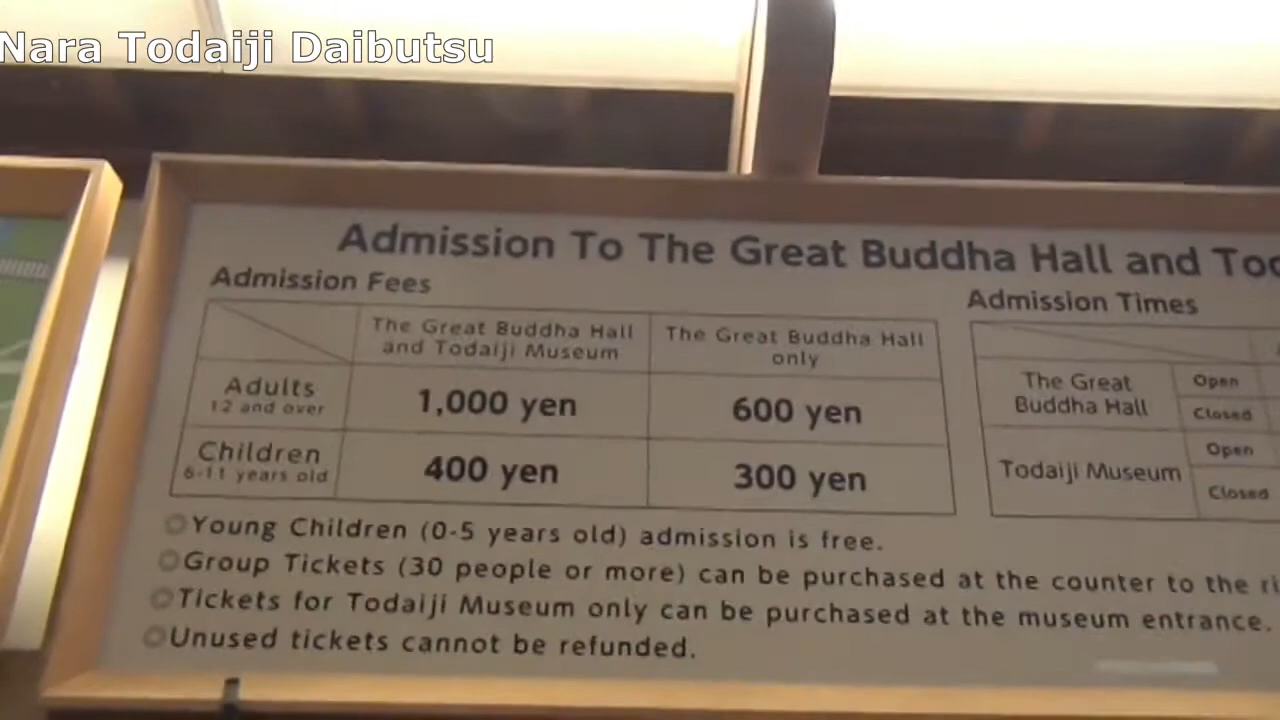 Nara Todaiji Daibutsu
Admission To The Great Buddha Hall and
Admission Fees
The Great Buddha Hall
and Todaiji Museum
The Great Buddha Hall
only
Adults
12 and over
1,000 yen
600 yen
Children
6-11 years old
400 yen
300 yen
Admission Times
The Great
Buddha Hall
Open
Closed
Todaiji Museum
Open
Closed
Young Children (0-5 years old) admission is free.
Group Tickets (30 people or more) can be purchased at the counter to the
Tickets for Todaiji Museum only can be purchased at the museum entrance.
Unused tickets cannot be refunded.